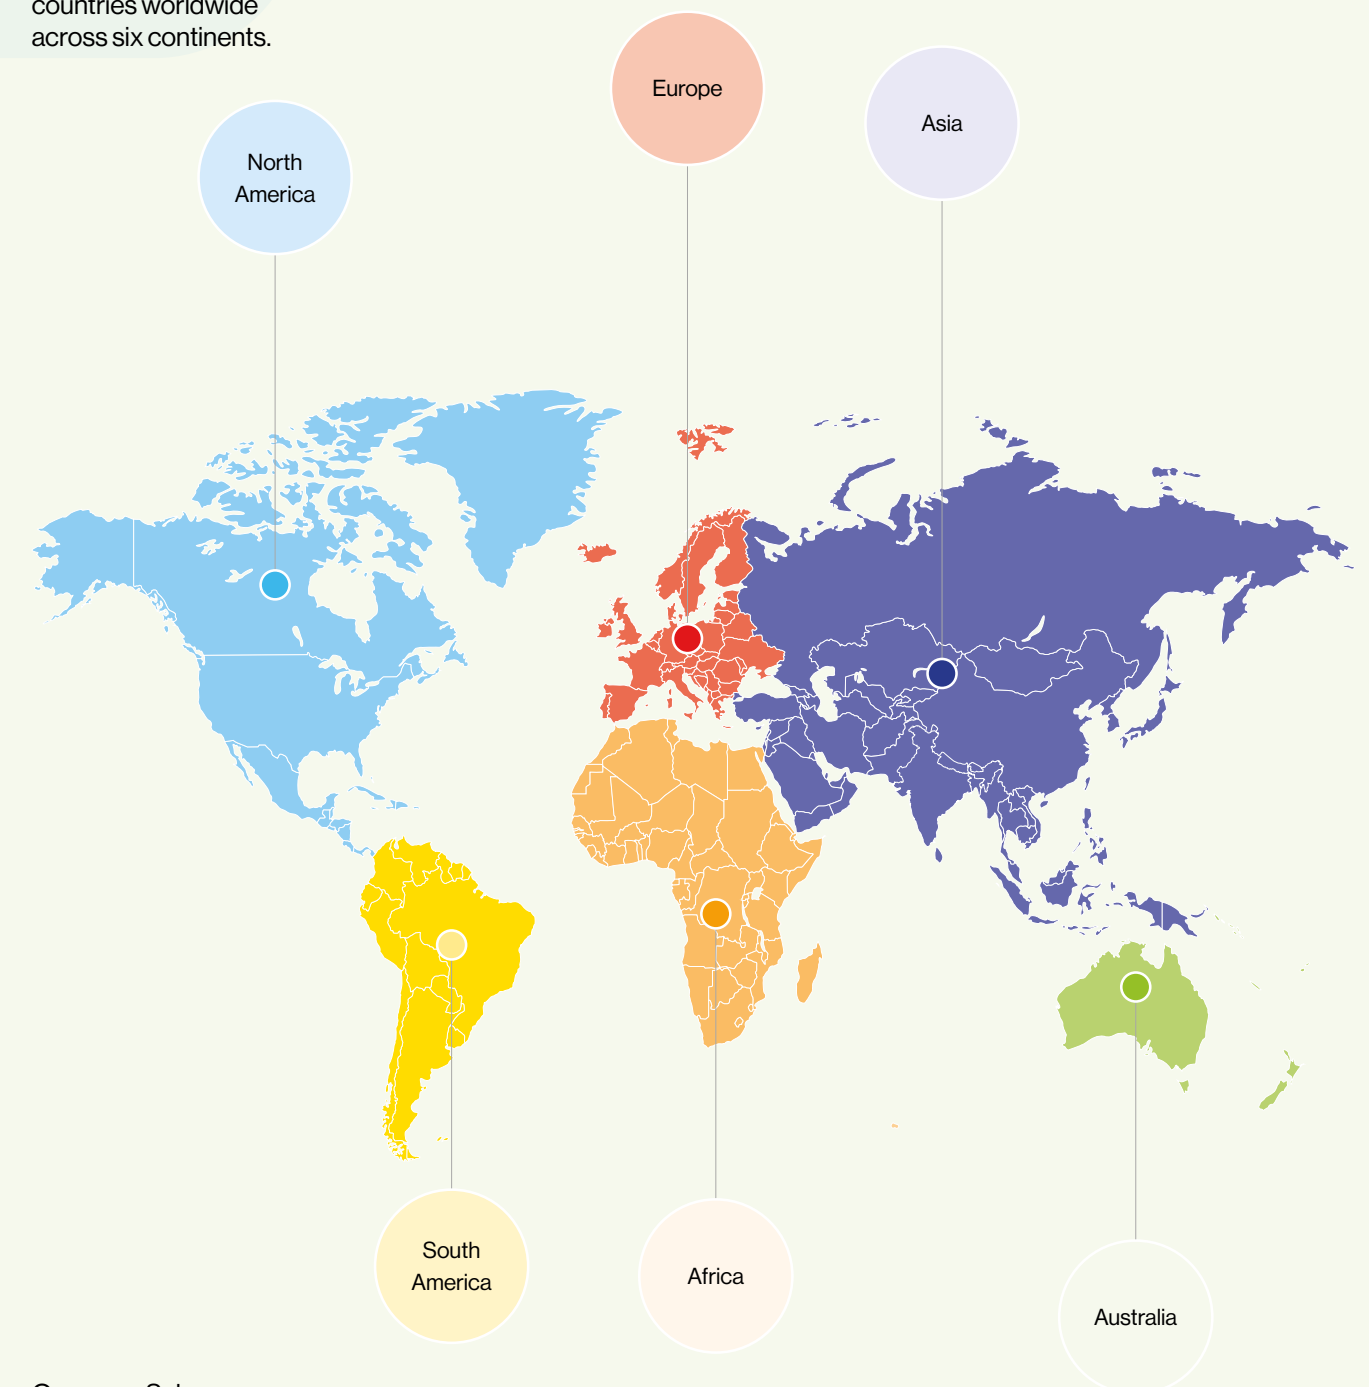 countries worldwide
across six continents.
Europe
Asia
North
America
South
America
Africa
Australia